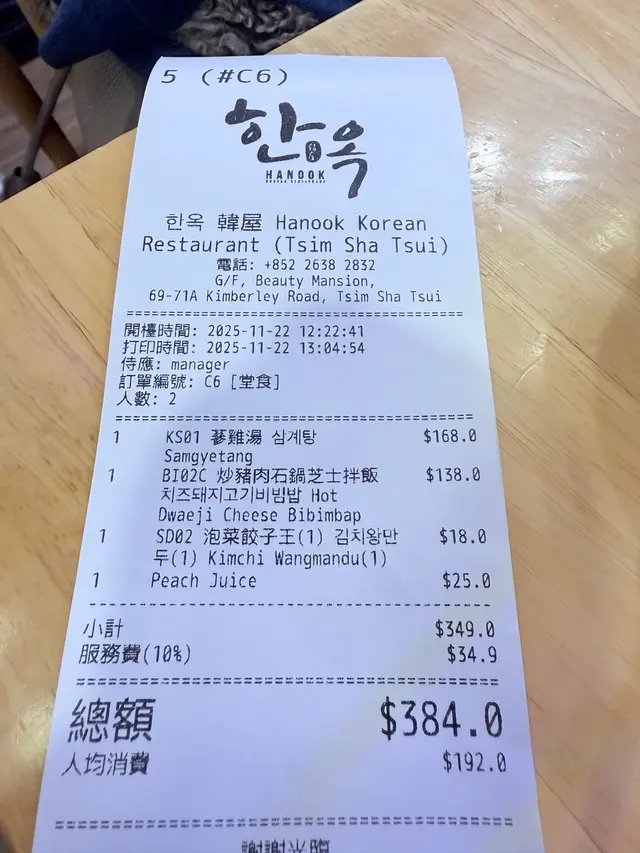 5 (#C6)
한옥
HANOOK
한옥 韓屋 Hanook Korean
Restaurant (Tsim Sha Tsui)
電話: +852 2638 2832
G/F, Beauty Mansion,
69-71A Kimberley Road, Tsim Sha Tsui
開檯時間: 2025-11-22 12:22:41
打印時間: 2025-11-22 13:04:54
侍應: manager
訂單編號: C6 [堂食]
人數: 2
1 KS01 蔘雞湯 삼계탕 $168.0
Samgyetang
1 BI02C 炒豬肉石鍋芝士拌飯 $138.0
치즈돼지고기비빔밥 Hot
Dwaeji Cheese Bibimbap
1 SD02 泡菜餃子王(1) 김치왕만 $18.0
두(1) Kimchi Wangmandu(1)
1 Peach Juice $25.0
小計 $349.0
服務費(10%) $34.9
總額 $384.0
人均消費 $192.0
謝謝光臨